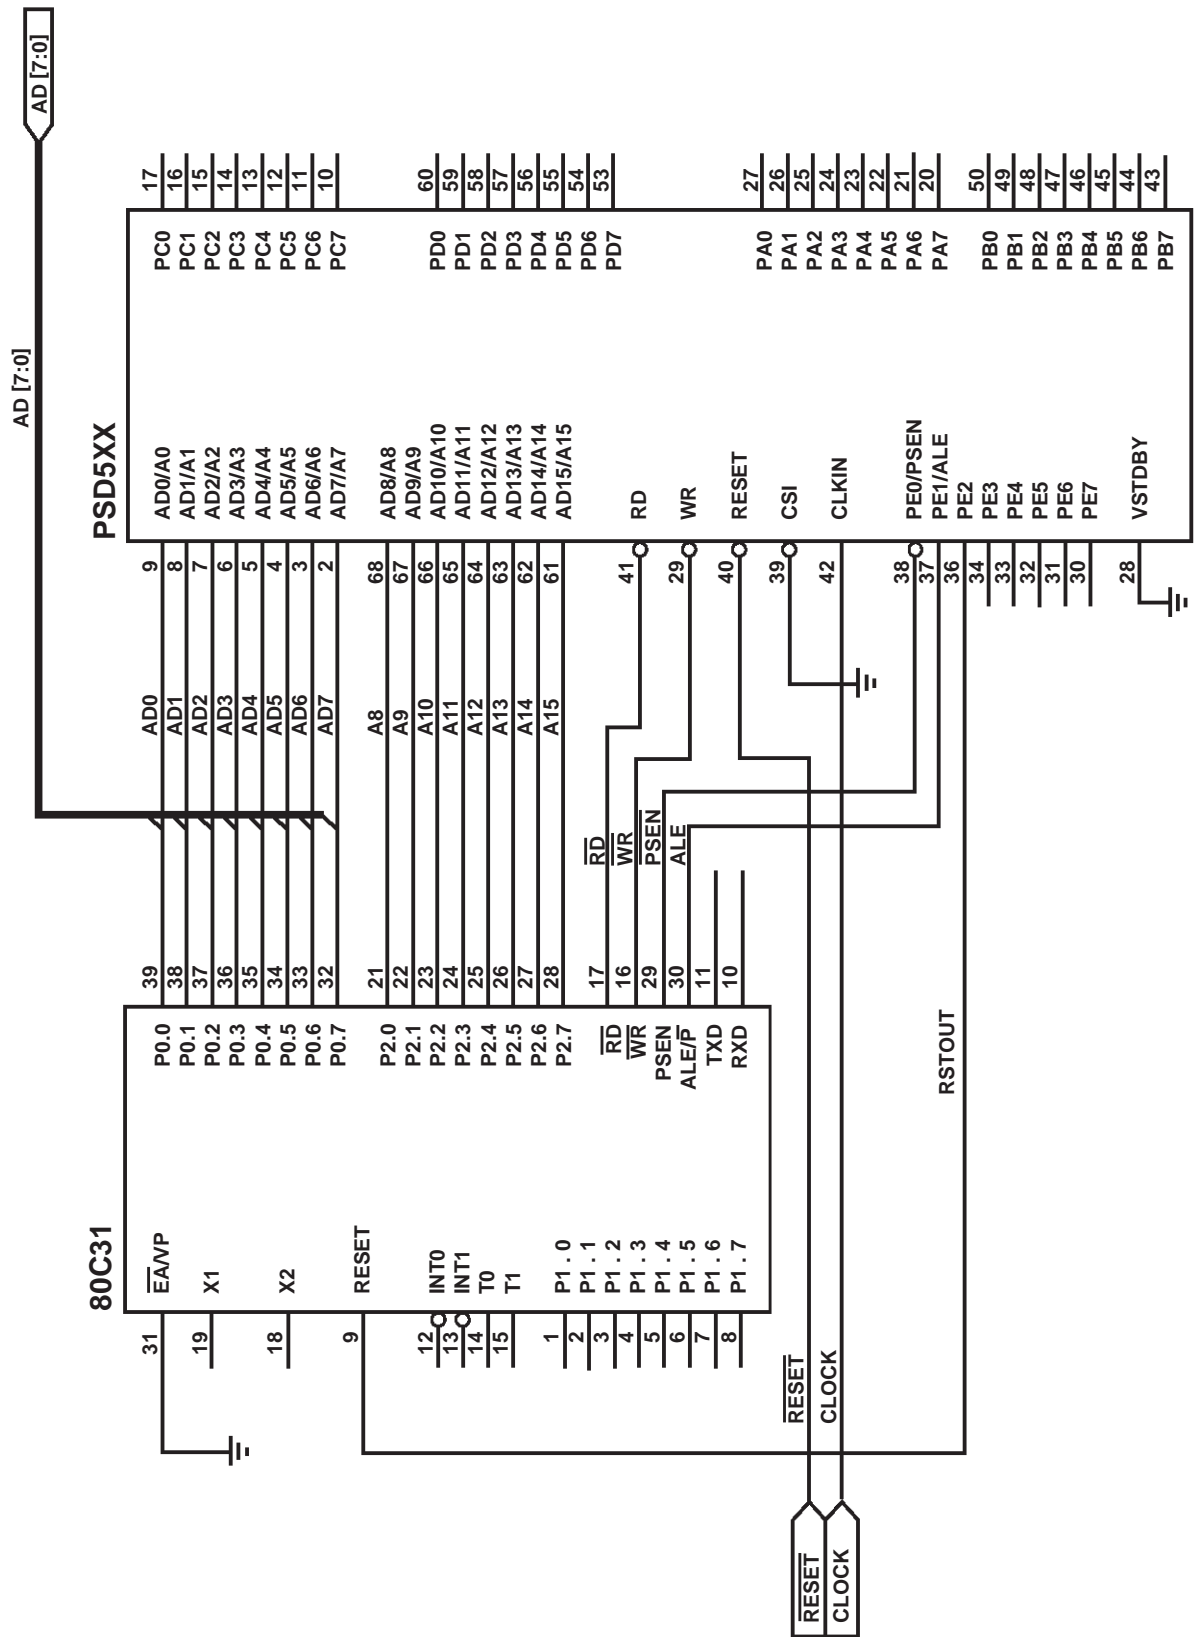 AD [7:0]
AD [7:0]
80C31
31
EA/VP
19
X1
18
X2
9
RESET
12
INT0
13
INT1
14
T0
15
T1
1
P1 . 0
2
P1 . 1
3
P1 . 2
4
P1 . 3
5
P1 . 4
6
P1 . 5
7
P1 . 6
8
P1 . 7
P0.0
39
P0.1
38
P0.2
37
P0.3
36
P0.4
35
P0.5
34
P0.6
33
P0.7
32
P2.0
21
P2.1
22
P2.2
23
P2.3
24
P2.4
25
P2.5
26
P2.6
27
P2.7
28
RD
17
WR
16
PSEN
29
ALE/P
30
TXD
11
RXD
10
AD0
AD1
AD2
AD3
AD4
AD5
AD6
AD7
A8
A9
A10
A11
A12
A13
A14
A15
RD
WR
PSEN
ALE
RESET
CLOCK
RESET
CLOCK
RSTOUT
PSD5XX
9
AD0/A0
8
AD1/A1
7
AD2/A2
6
AD3/A3
5
AD4/A4
4
AD5/A5
3
AD6/A6
2
AD7/A7
68
AD8/A8
67
AD9/A9
66
AD10/A10
65
AD11/A11
64
AD12/A12
63
AD13/A13
62
AD14/A14
61
AD15/A15
41
RD
29
WR
40
RESET
39
CSI
42
CLKIN
38
PE0/PSEN
37
PE1/ALE
36
PE2
34
PE3
33
PE4
32
PE5
31
PE6
30
PE7
28
VSTDBY
PC0
17
PC1
16
PC2
15
PC3
14
PC4
13
PC5
12
PC6
11
PC7
10
PD0
60
PD1
59
PD2
58
PD3
57
PD4
56
PD5
55
PD6
54
PD7
53
PA0
27
PA1
26
PA2
25
PA3
24
PA4
23
PA5
22
PA6
21
PA7
20
PB0
50
PB1
49
PB2
48
PB3
47
PB4
46
PB5
45
PB6
44
PB7
43